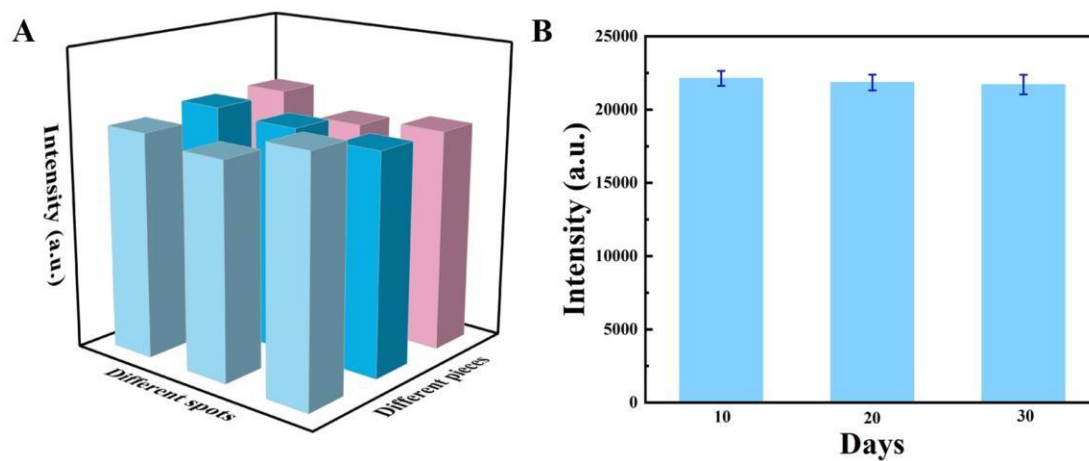 A
Intensity (a.u.)
Different spots
Different pieces
B
Intensity (a.u.)
25000
20000
15000
10000
5000
0
10
20
30
Days